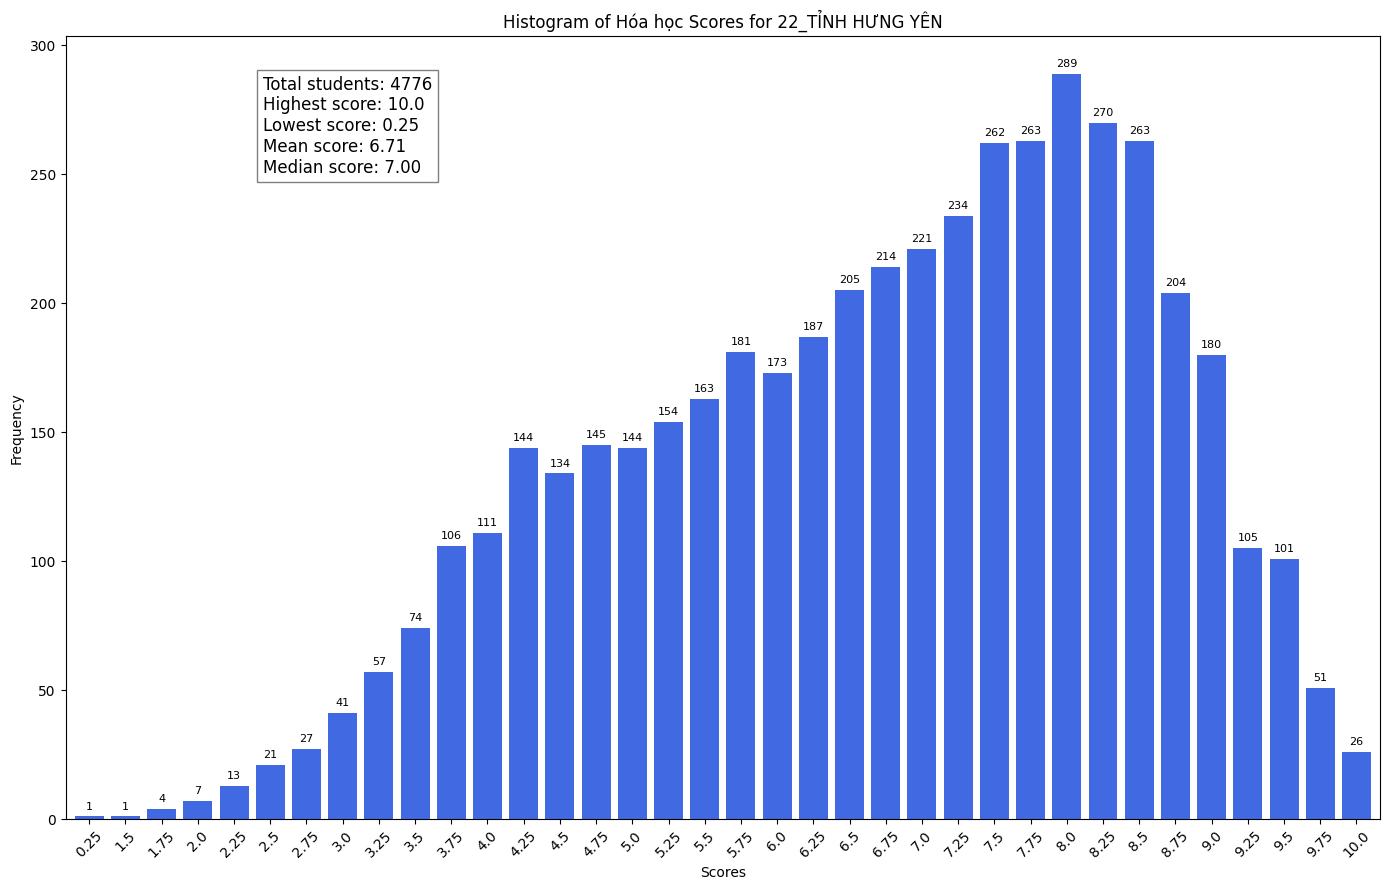 Histogram of Hóa học Scores for 22_TỈNH HƯNG YÊN
Total students: 4776
Highest score: 10.0
Lowest score: 0.25
Mean score: 6.71
Median score: 7.00
Frequency
300
250
200
150
100
50
0
1 1 4 7 13 21 27 41 57 74 106 111 144 134 145 144 154 163 181 173 187 205 214 221 234 262 263 289 270 263 204 180 105 101 51 26
0.25 1.5 1.75 2.0 2.25 2.5 2.75 3.0 3.25 3.5 3.75 4.0 4.25 4.5 4.75 5.0 5.25 5.5 5.75 6.0 6.25 6.5 6.75 7.0 7.25 7.5 7.75 8.0 8.25 8.5 8.75 9.0 9.25 9.5 9.75 10.0
Scores